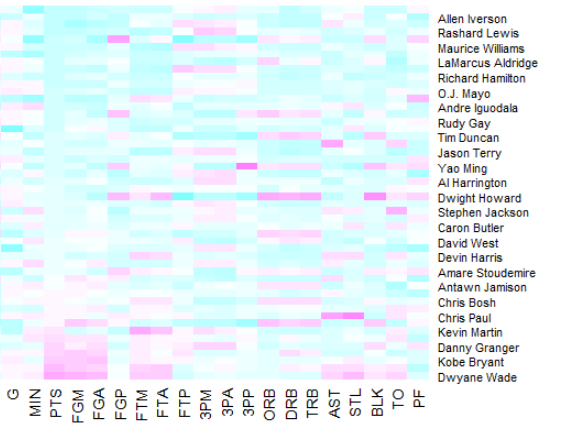 Allen Iverson
Rashard Lewis
Maurice Williams
LaMarcus Aldridge
Richard Hamilton
O.J. Mayo
Andre Iguodala
Rudy Gay
Tim Duncan
Jason Terry
Yao Ming
Al Harrington
Dwight Howard
Stephen Jackson
Caron Butler
David West
Devin Harris
Amare Stoudemire
Antawn Jamison
Chris Bosh
Chris Paul
Kevin Martin
Danny Granger
Kobe Bryant
Dwyane Wade
G MIN PTS FGM FGA FGP FTM FTA FTP 3PM 3PA 3PP ORB DRB TRB AST STL BLK TO PF